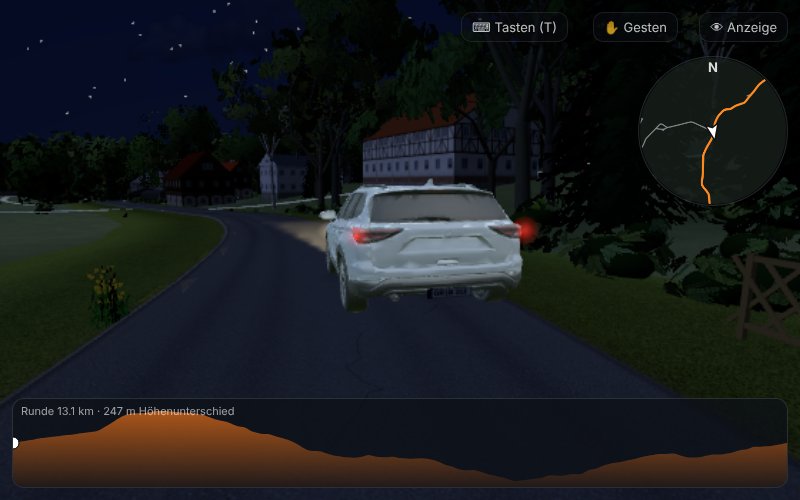 Tasten (T)
Gesten
Anzeige
N
Runde 13.1 km · 247 m Höhenunterschied